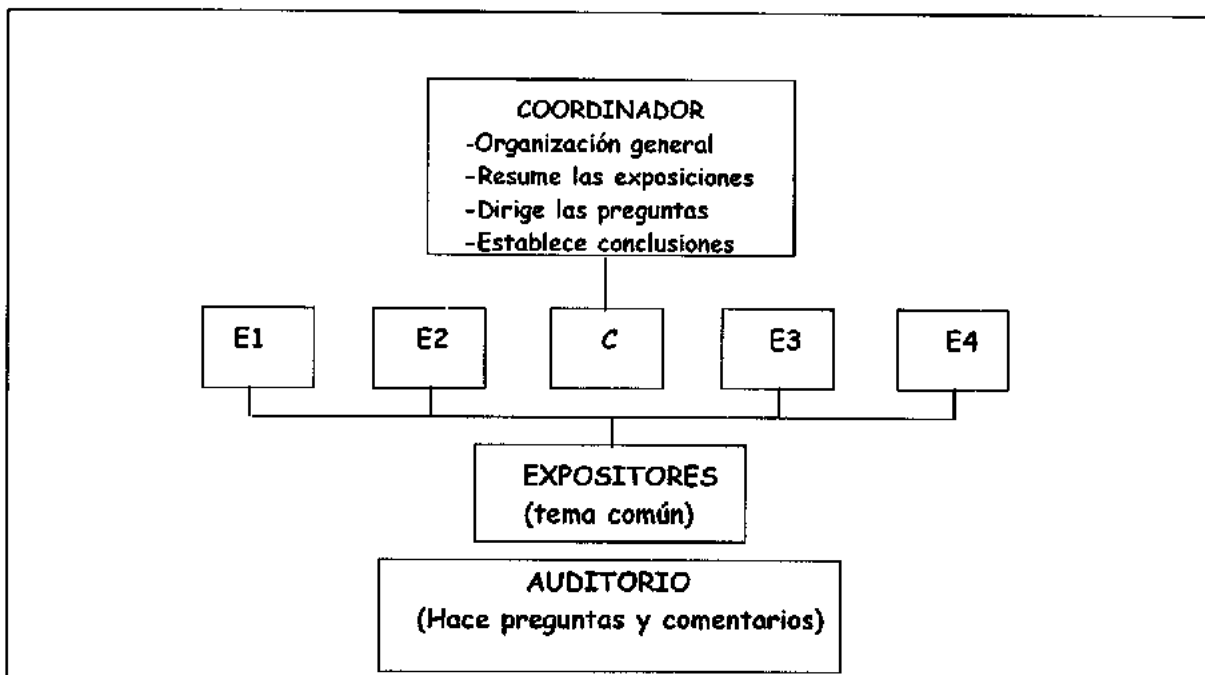 COORDINADOR
-Organización general
-Resume las exposiciones
-Dirige las preguntas
-Establece conclusiones
E1 E2 C E3 E4
EXPOSITORES
(tema común)
AUDITORIO
(Hace preguntas y comentarios)